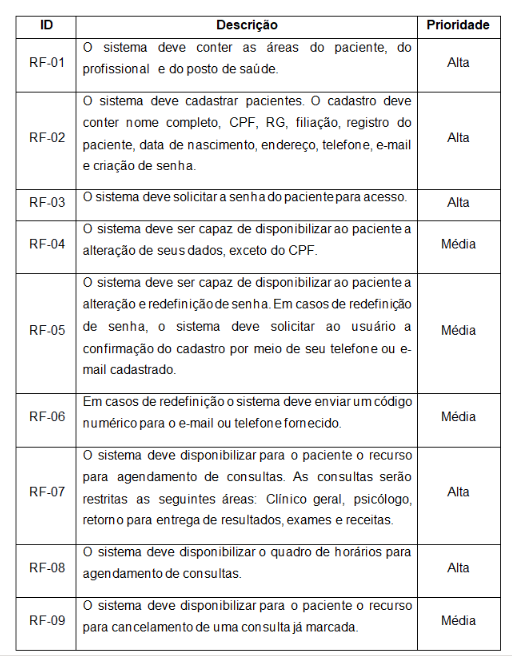 ID Descrição Prioridade
RF-01 O sistema deve conter as áreas do paciente, do
profissional e do posto de saúde. Alta
RF-02 O sistema deve cadastrar pacientes. O cadastro deve
conter nome completo, CPF, RG, filiação, registro do
paciente, data de nascimento, endereço, telefone, e-mail
e criação de senha. Alta
RF-03 O sistema deve solicitar a senha do paciente para acesso. Alta
RF-04 O sistema deve ser capaz de disponibilizar ao paciente a
alteração de seus dados, exceto do CPF. Média
RF-05 O sistema deve ser capaz de disponibilizar ao paciente a
alteração e redefinição de senha. Em casos de redefinição
de senha, o sistema deve solicitar ao usuário a
confirmação do cadastro por meio de seu telefone ou e-
mail cadastrado. Média
RF-06 Em casos de redefinição o sistema deve enviar um código
numérico para o e-mail ou telefone fornecido. Média
RF-07 O sistema deve disponibilizar para o paciente o recurso
para agendamento de consultas. As consultas serão
restritas as seguintes áreas: Clínico geral, psicólogo,
retorno para entrega de resultados, exames e receitas. Alta
RF-08 O sistema deve disponibilizar o quadro de horários para
agendamento de consultas. Alta
RF-09 O sistema deve disponibilizar para o paciente o recurso
para cancelamento de uma consulta já marcada. Média